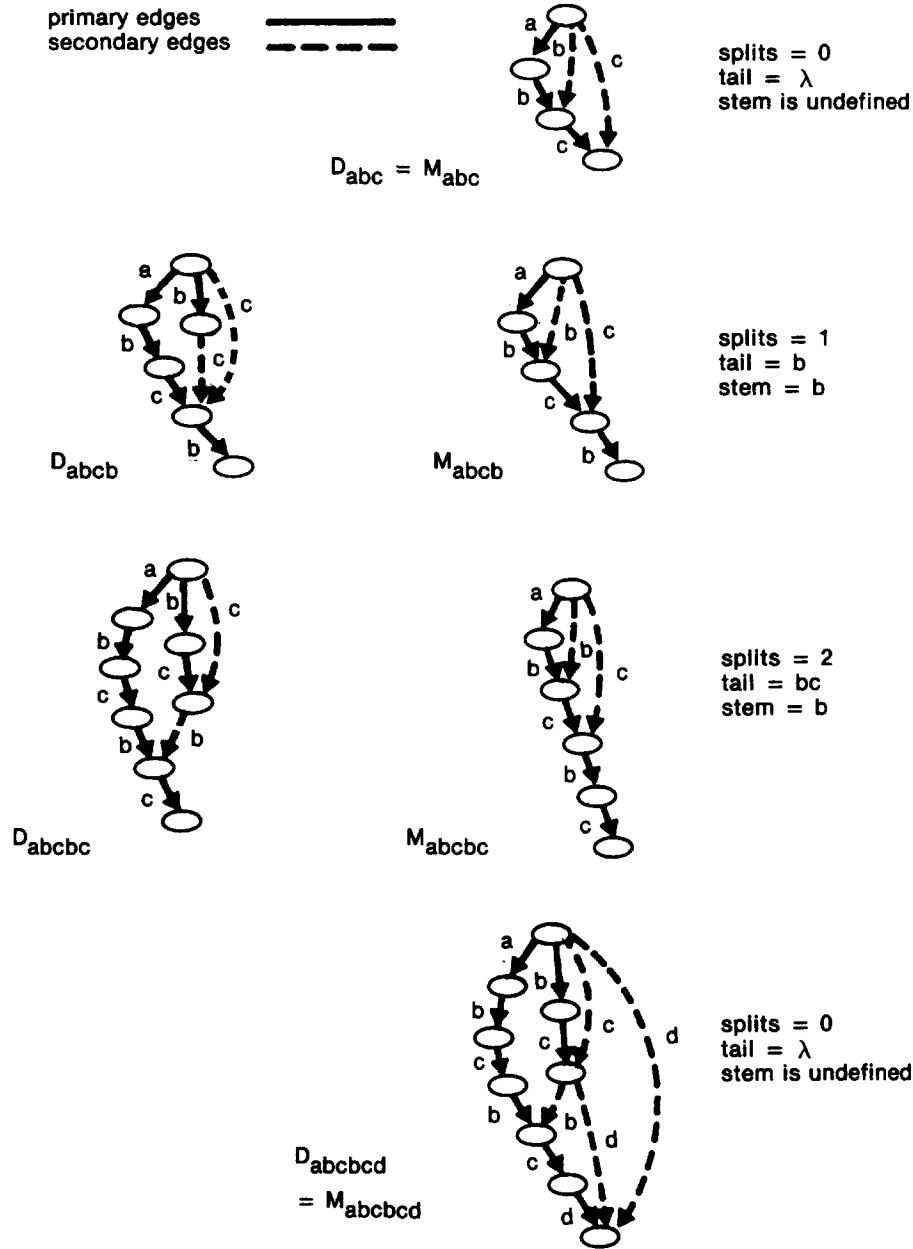 primary edges
secondary edges
a
b
c
b
c
splits = 0
tail = λ
stem is undefined
D_abc = M_abc
a
b
c
b
c
c
b
D_abcb
a
b
c
b
c
b
M_abcb
splits = 1
tail = b
stem = b
a
b
c
b
c
c
b
b
c
D_abcbc
a
b
c
b
c
b
c
M_abcbc
splits = 2
tail = bc
stem = b
a
b
c
d
b
c
c
b
b
d
c
d
splits = 0
tail = λ
stem is undefined
D_abcbcd
= M_abcbcd